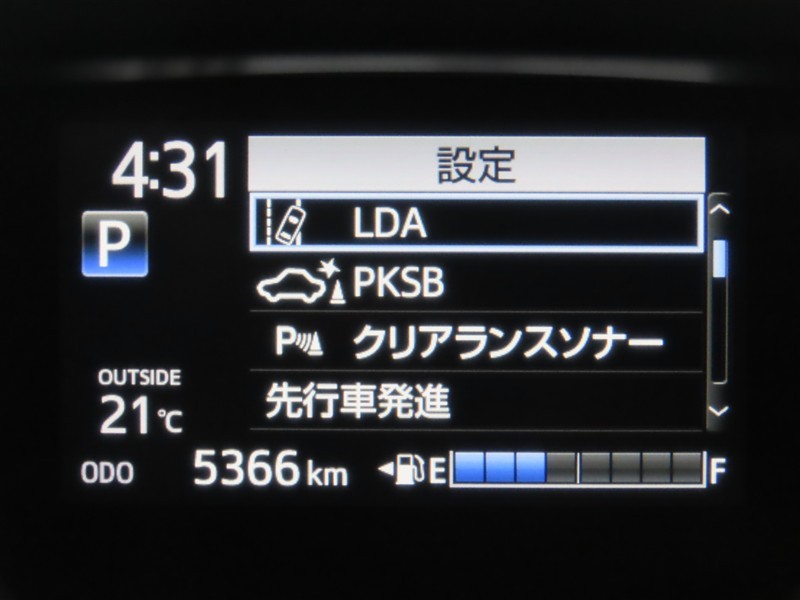 4:31
設定
P
LDA
PKSB
P クリアランスソナー
先行車発進
OUTSIDE
21℃
ODO 5366 km E F